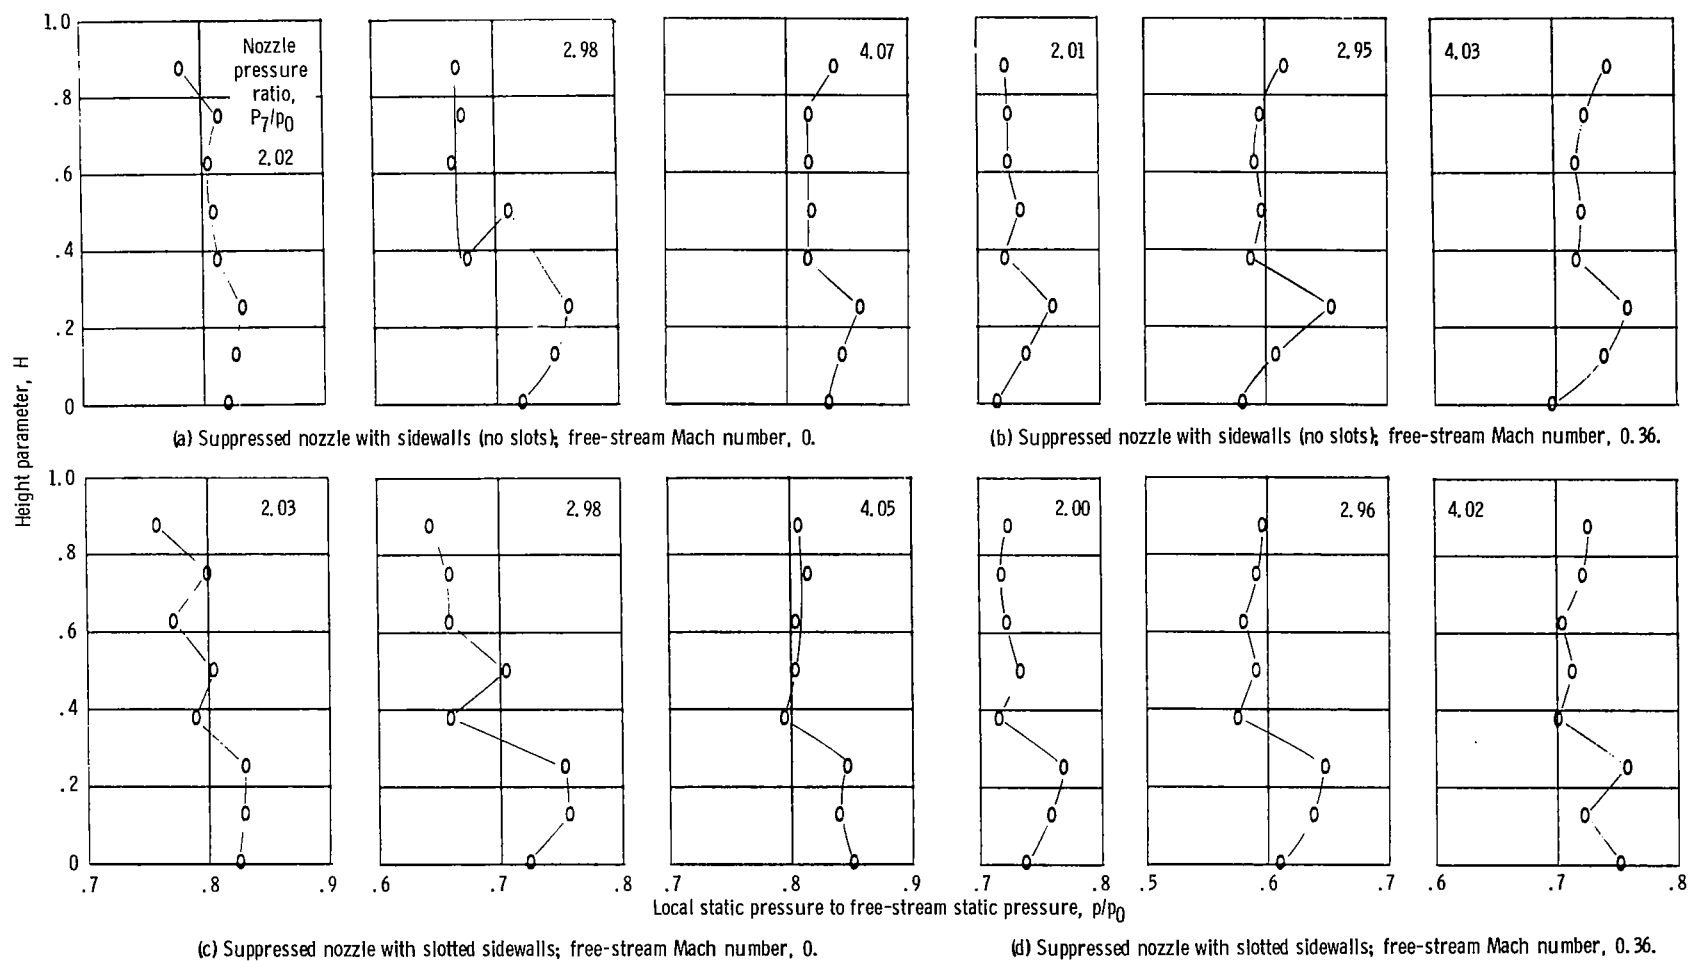 1.0
.8
.6
.4
.2
0
Nozzle
pressure
ratio,
P7/p0
2.02
2.98
4.07
2.01
2.95
4.03
(a) Suppressed nozzle with sidewalls (no slots); free-stream Mach number, 0.
(b) Suppressed nozzle with sidewalls (no slots); free-stream Mach number, 0.36.
Height parameter, H
1.0
.8
.6
.4
.2
0
2.03
2.98
4.05
2.00
2.96
4.02
.7 .8 .9 .6 .7 .8 .7 .8 .9 .7 .8 .5 .6 .7 .6 .7 .8
Local static pressure to free-stream static pressure, p/p0
(c) Suppressed nozzle with slotted sidewalls; free-stream Mach number, 0.
(d) Suppressed nozzle with slotted sidewalls; free-stream Mach number, 0.36.